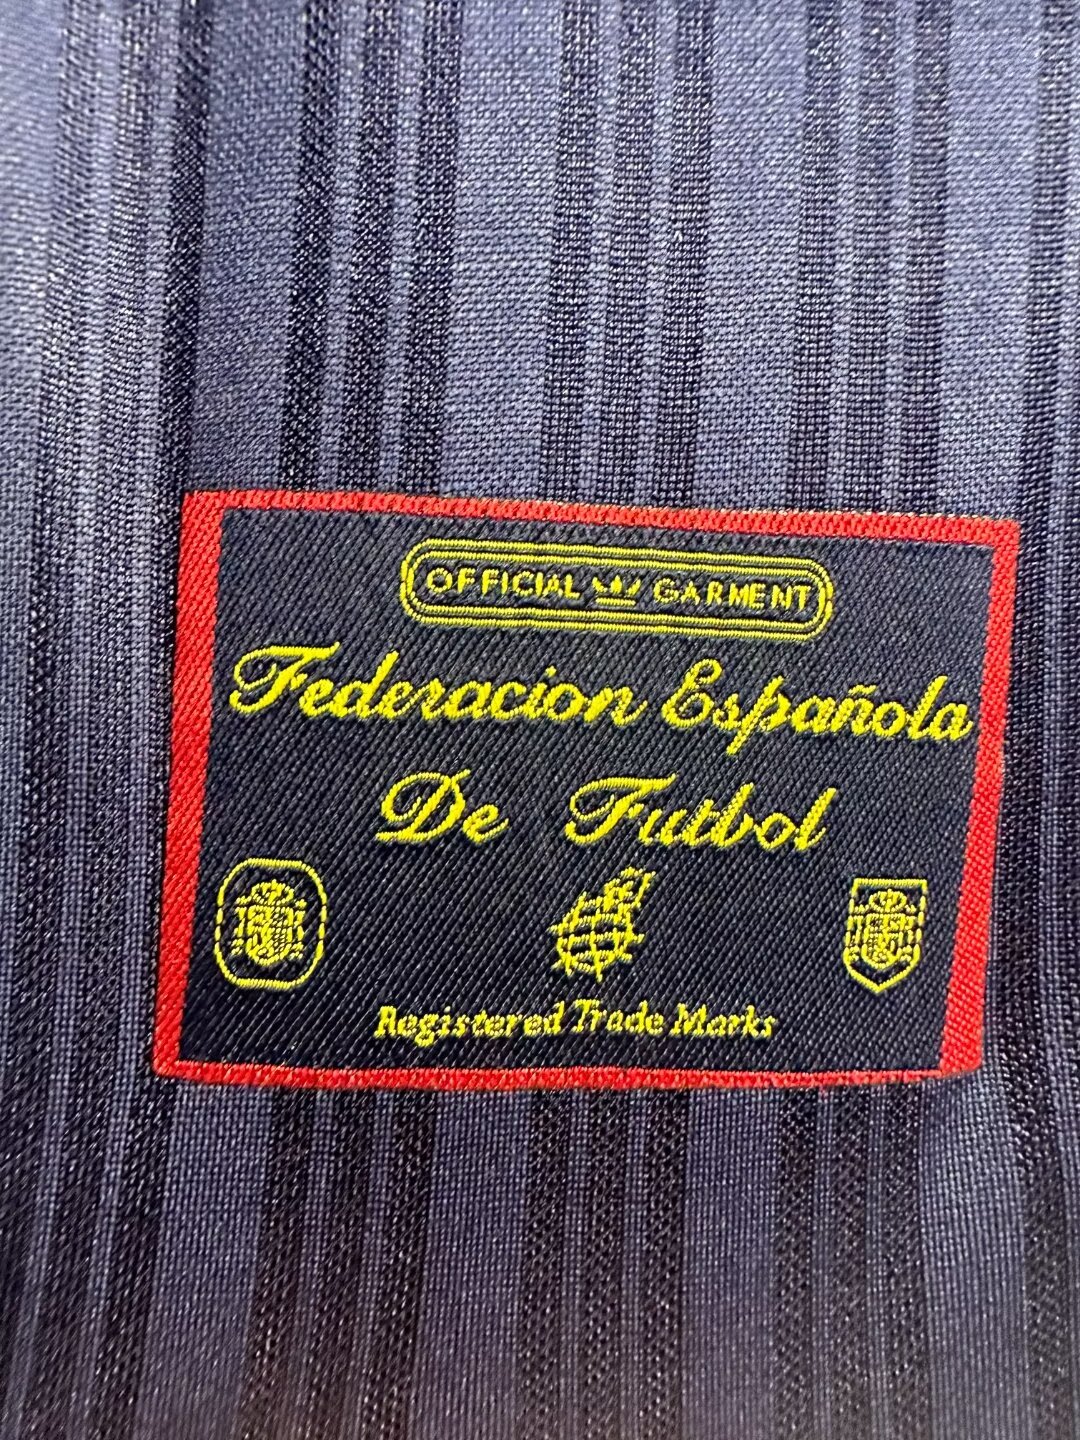 OFFICIAL GARMENT
Federacion Española
De Futbol
Registered Trade Marks